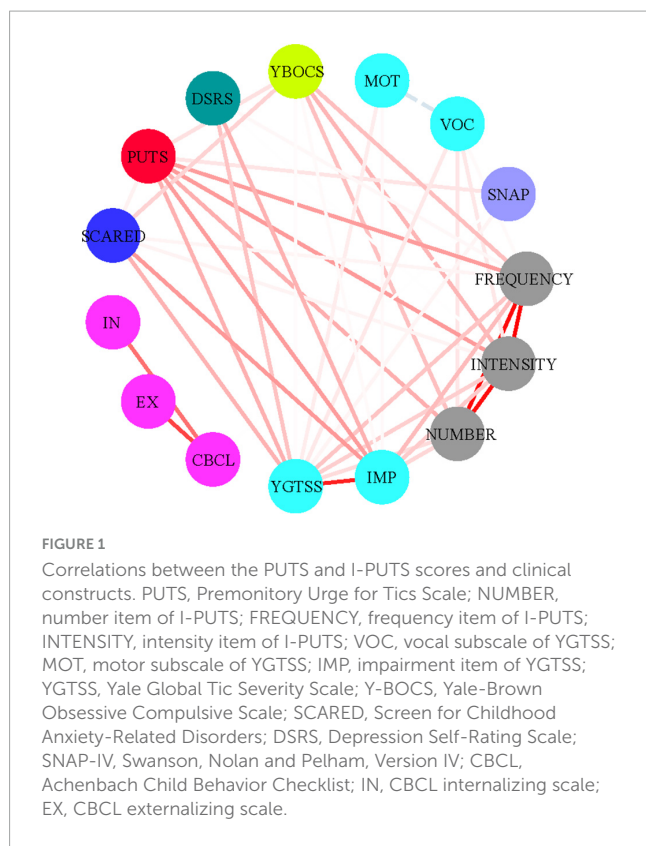 YBOCS
MOT
DSRS
VOC
PUTS
SNAP
SCARED
FREQUENCY
IN
INTENSITY
EX
NUMBER
CBCL
YGTSS
IMP
FIGURE 1
Correlations between the PUTS and I-PUTS scores and clinical
constructs. PUTS, Premonitory Urge for Tics Scale; NUMBER,
number item of I-PUTS; FREQUENCY, frequency item of I-PUTS;
INTENSITY, intensity item of I-PUTS; VOC, vocal subscale of YGTSS;
MOT, motor subscale of YGTSS; IMP, impairment item of YGTSS;
YGTSS, Yale Global Tic Severity Scale; Y-BOCS, Yale-Brown
Obsessive Compulsive Scale; SCARED, Screen for Childhood
Anxiety-Related Disorders; DSRS, Depression Self-Rating Scale;
SNAP-IV, Swanson, Nolan and Pelham, Version IV; CBCL,
Achenbach Child Behavior Checklist; IN, CBCL internalizing scale;
EX, CBCL externalizing scale.